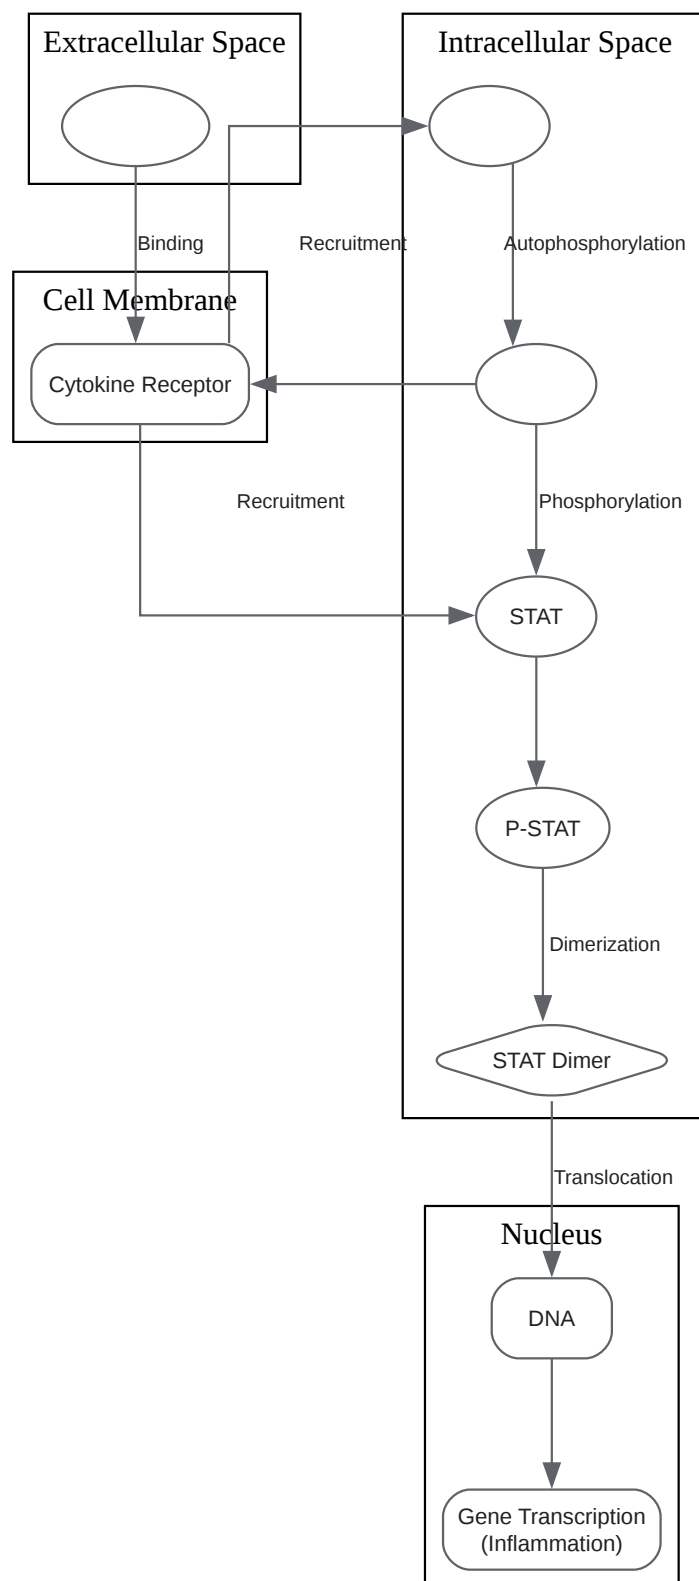 Extracellular Space
Intracellular Space
Binding
Recruitment
Autophosphorylation
Cell Membrane
Cytokine Receptor
Recruitment
Phosphorylation
STAT
P-STAT
Dimerization
STAT Dimer
Translocation
Nucleus
DNA
Gene Transcription
(Inflammation)